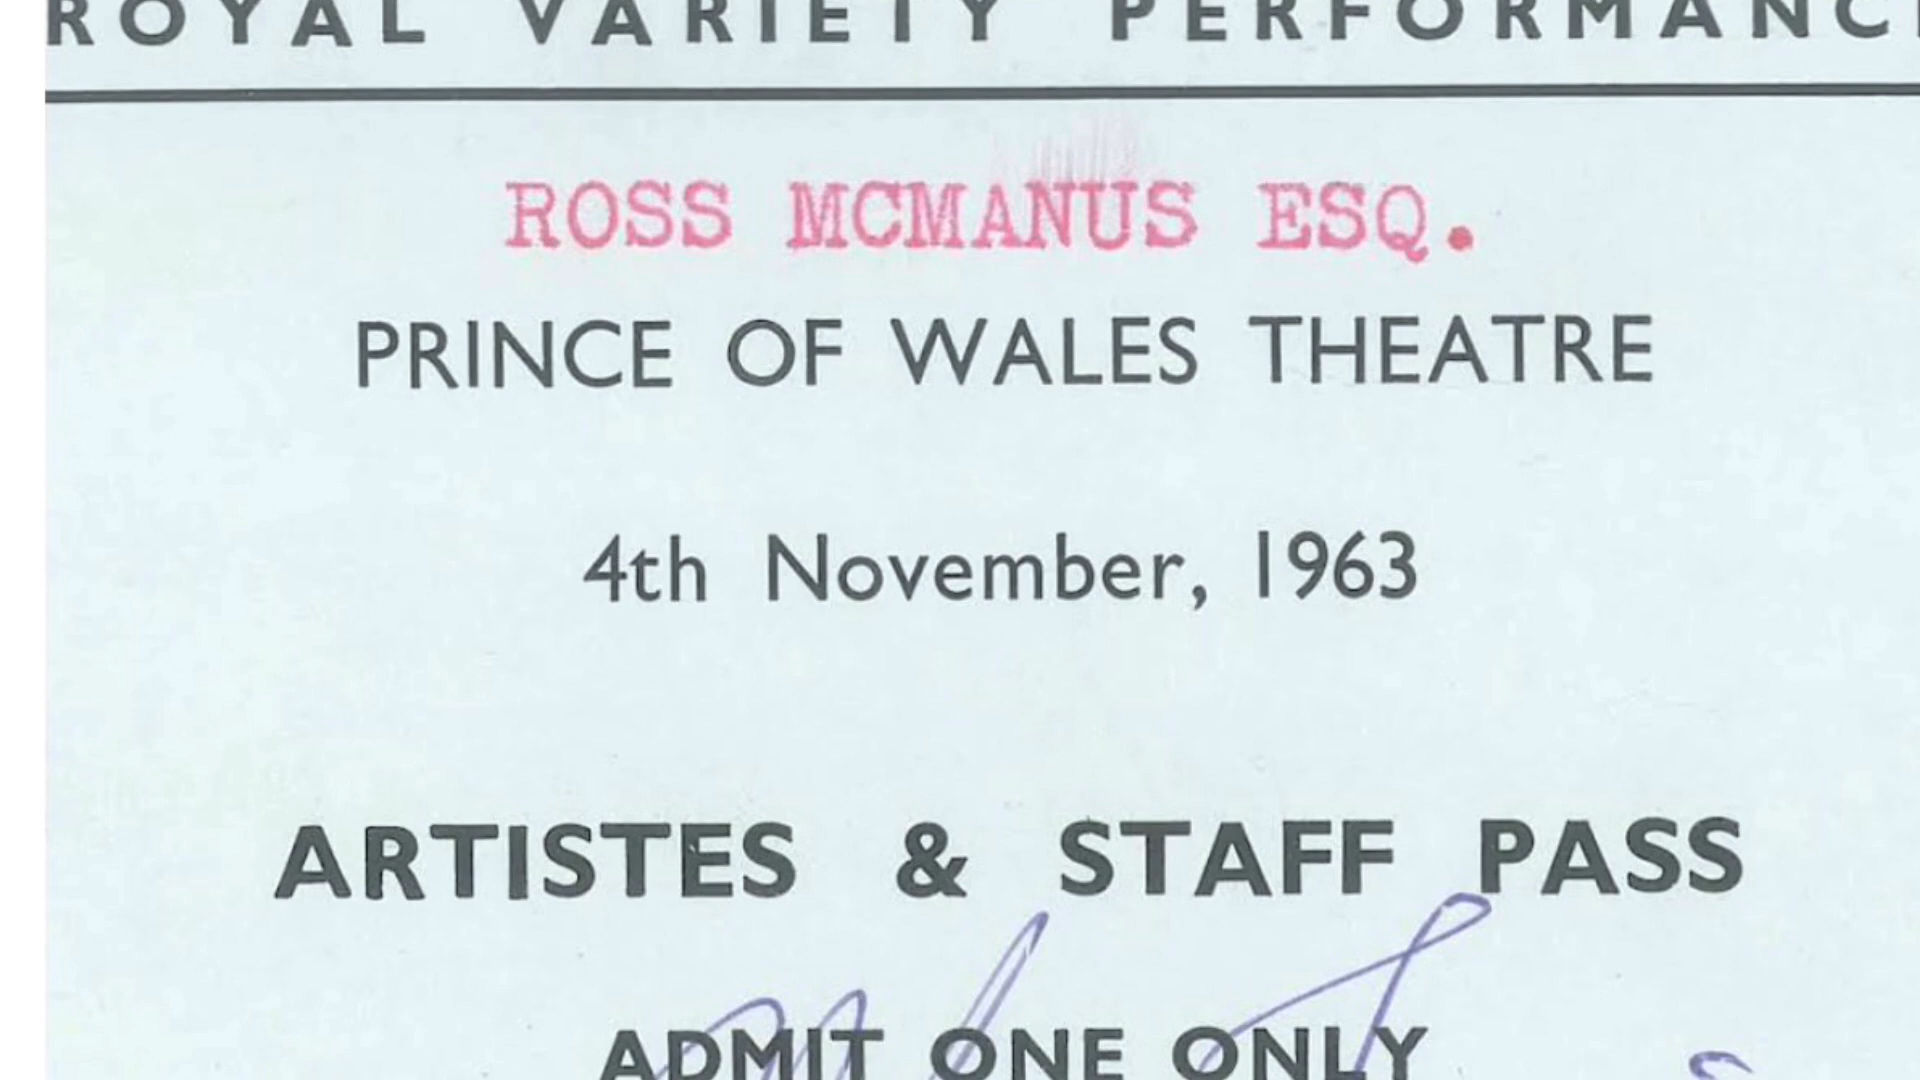 ROYAL VARIETY PERFORMANC
ROSS MCMANUS ESQ.
PRINCE OF WALES THEATRE
4th November, 1963
ARTISTES & STAFF PASS
ADMIT ONE ONLY